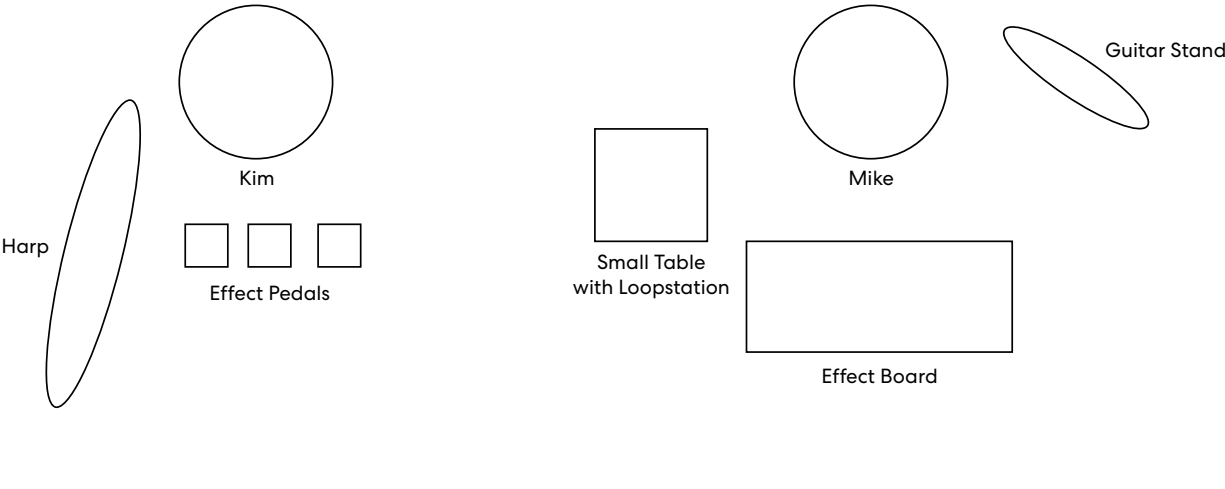 Guitar Stand
Kim
Mike
Harp
Small Table
with Loopstation
Effect Pedals
Effect Board